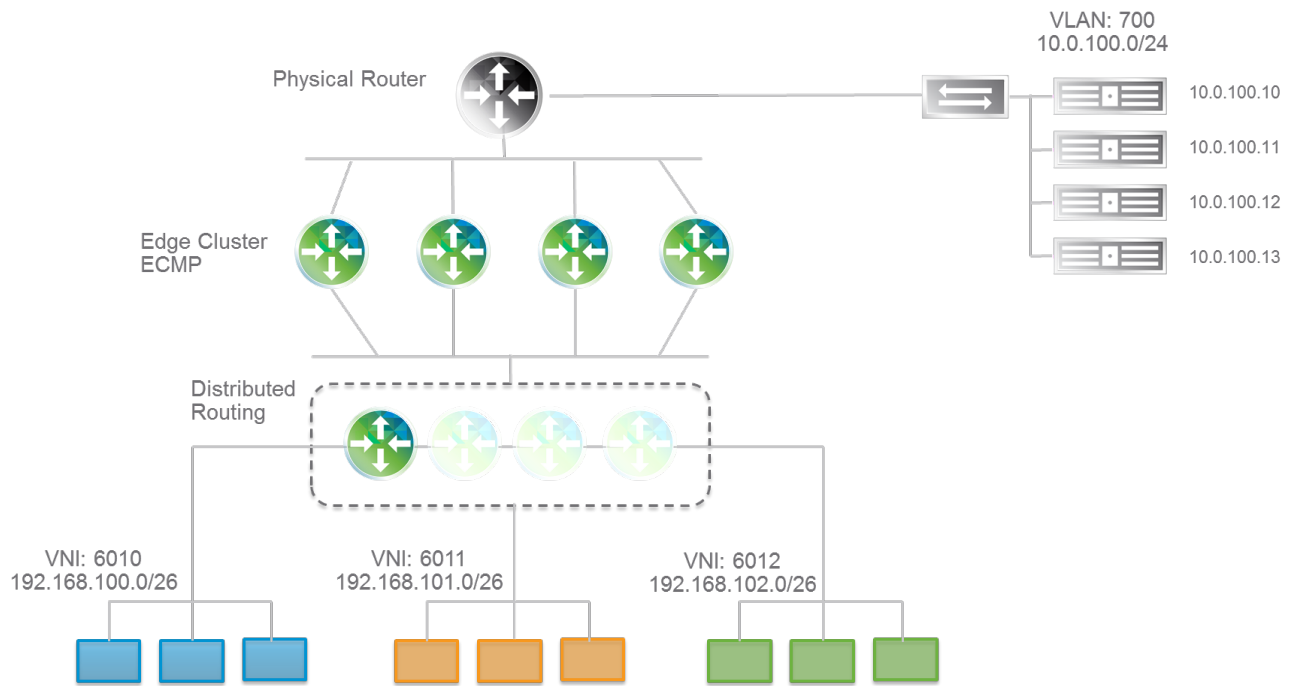 VLAN: 700
10.0.100.0/24
Physical Router
10.0.100.10
10.0.100.11
10.0.100.12
10.0.100.13
Edge Cluster
ECMP
Distributed
Routing
VNI: 6010
192.168.100.0/26
VNI: 6011
192.168.101.0/26
VNI: 6012
192.168.102.0/26